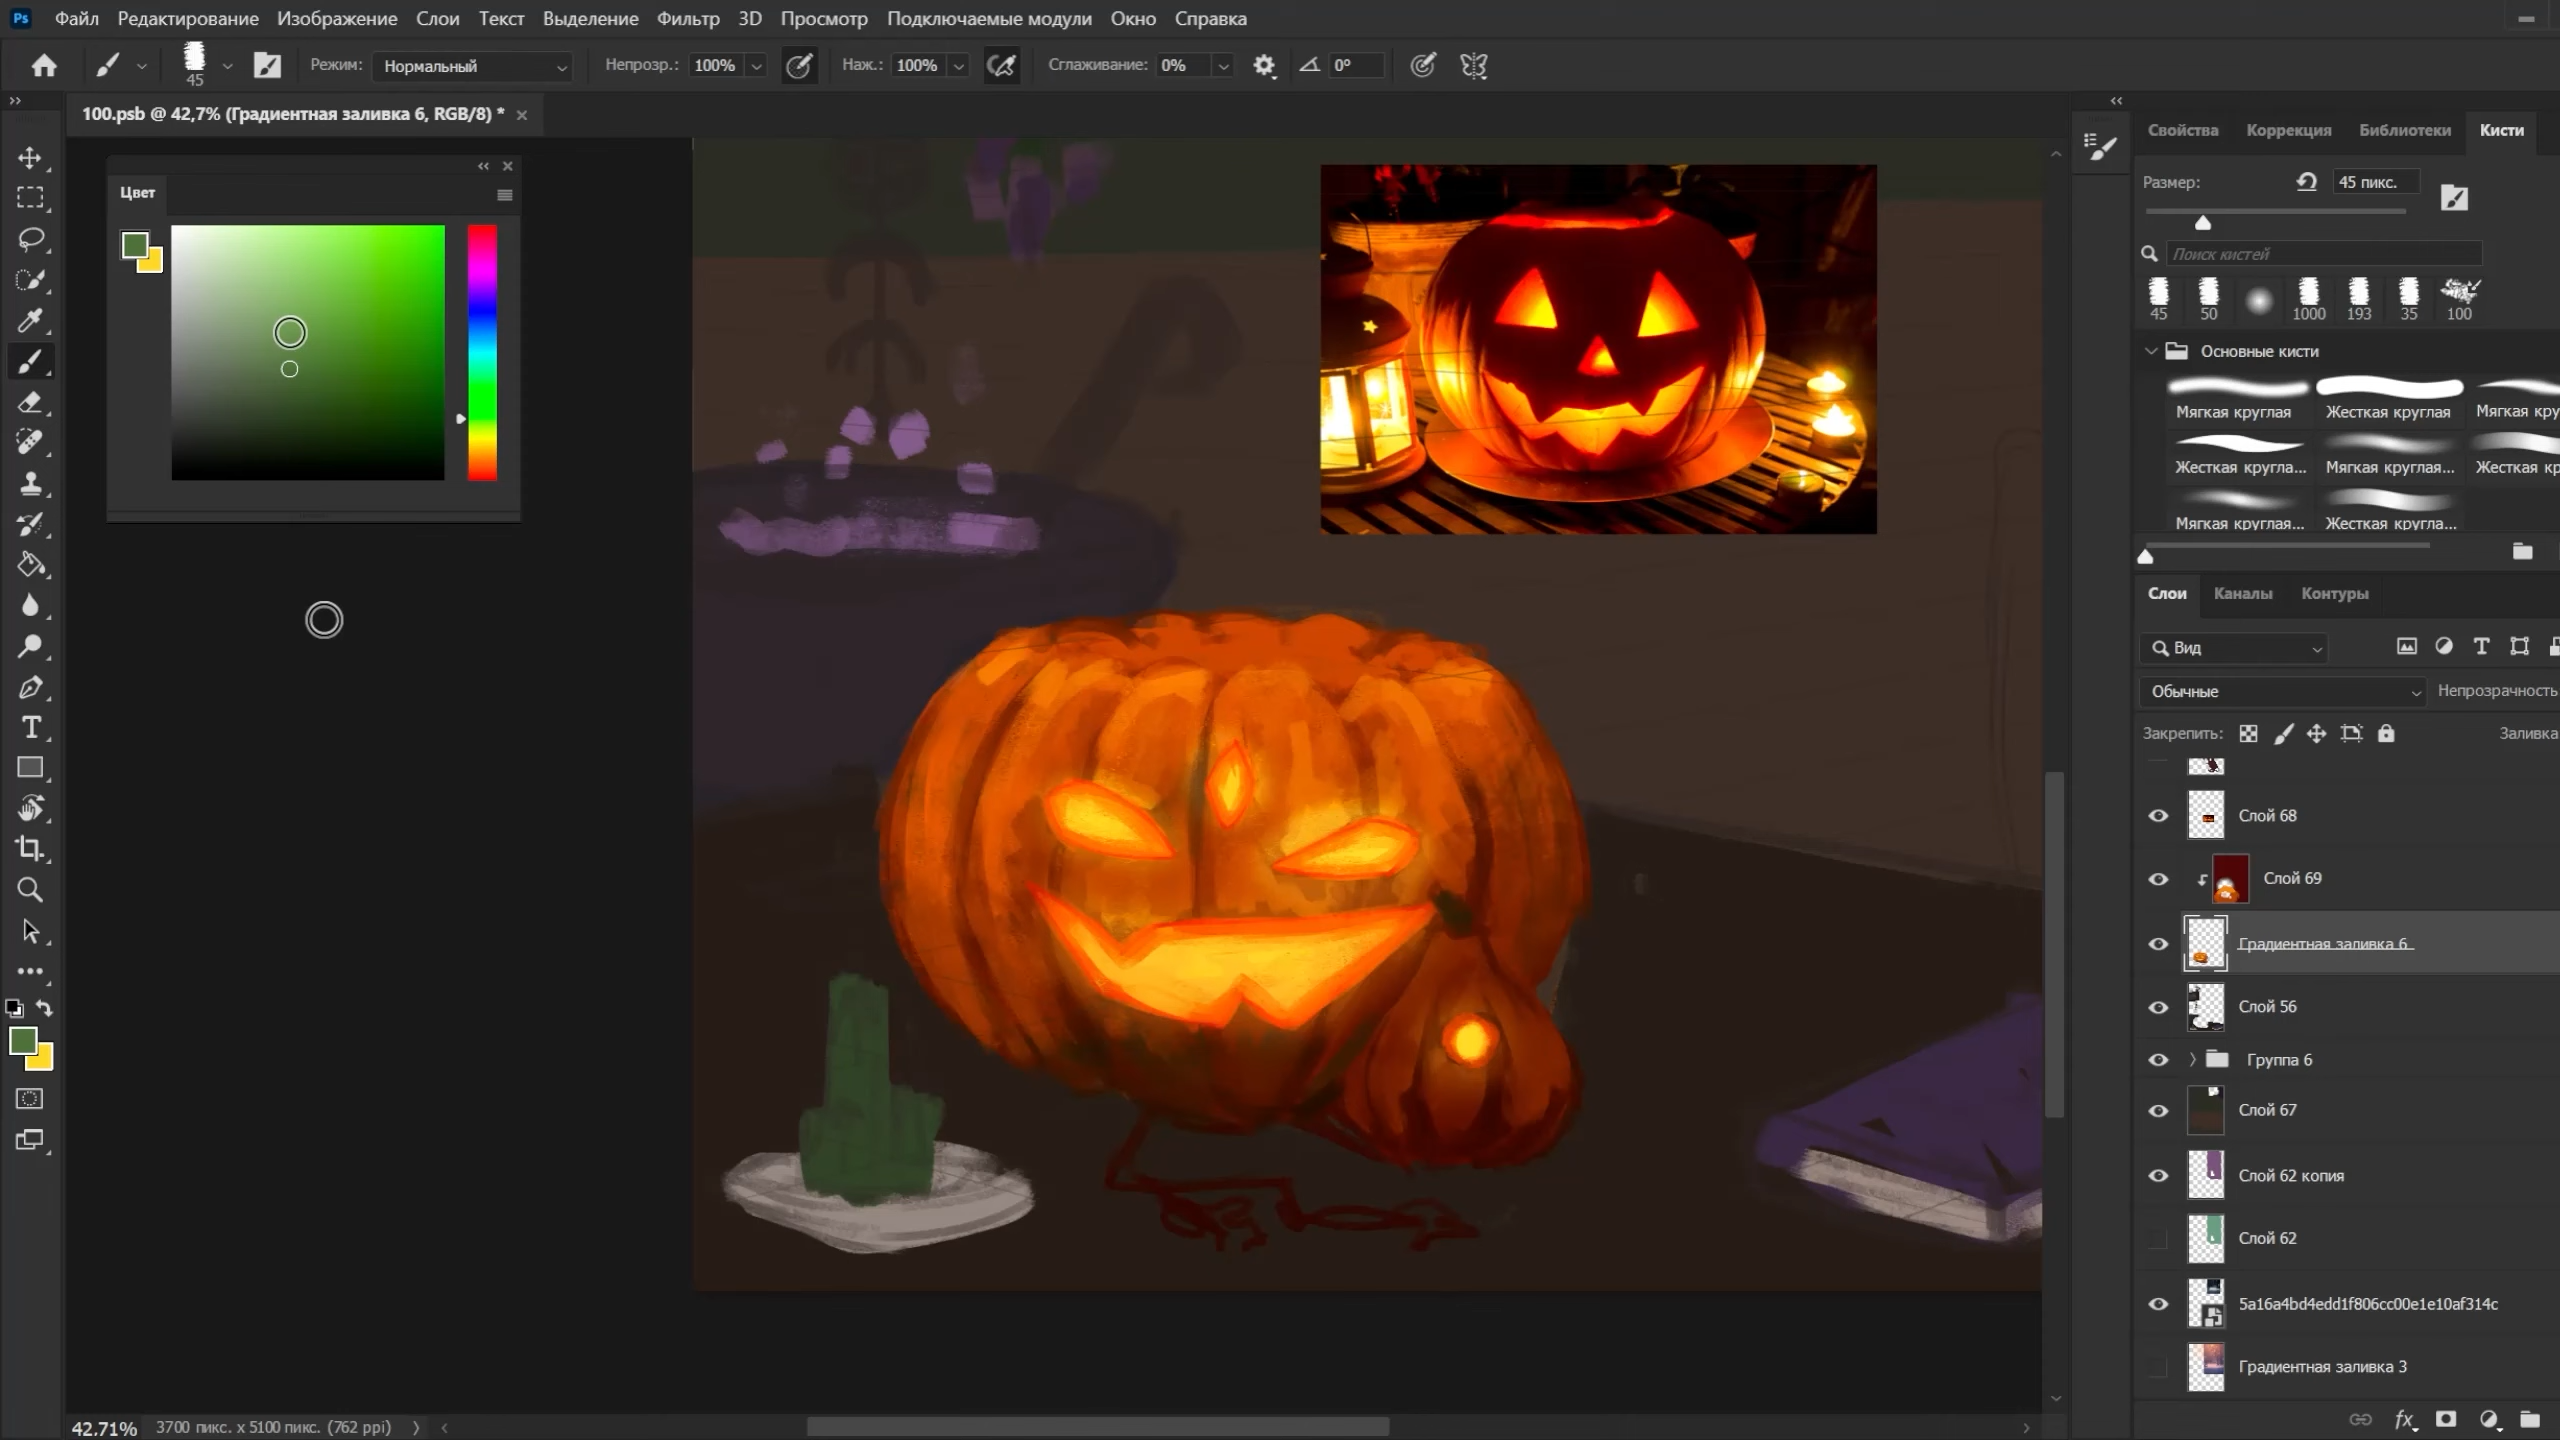 Ps Файл Редактирование Изображение Слои Текст Выделение Фильтр 3D Просмотр Подключаемые модули Окно Справка
45 Режим: Нормальный Непрозр.: 100% Наж.: 100% Сглаживание: 0% 0°
100.psb @ 42,7% (Градиентная заливка 6, RGB/8) *
Цвет
Свойства Коррекция Библиотеки Кисти
Размер: 45 пикс.
Поиск кистей
45 50 1000 193 35 100
Основные кисти
Мягкая круглая Жесткая круглая Мягкая кру
Жесткая кругла... Мягкая круглая... Жесткая кр
Мягкая круглая... Жесткая кругла...
Слои Каналы Контуры
Вид
Обычные Непрозрачность
Закрепить: Заливка
Слой 68
Слой 69
Градиентная заливка 6
Слой 56
Группа 6
Слой 67
Слой 62 копия
Слой 62
5a16a4bd4edd1f806cc00e1e10af314c
Градиентная заливка 3
fx
42.71% 3700 пикс. x 5100 пикс. (762 ppi)